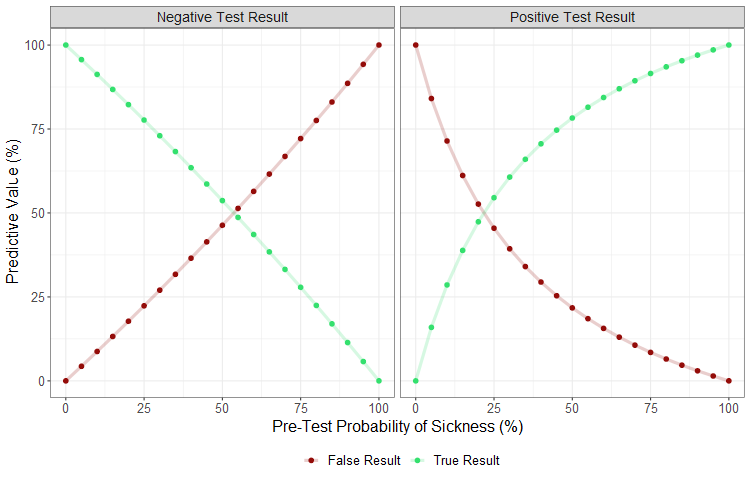 Negative Test Result
Positive Test Result
Predictive Value (%)
100
75
50
25
0
0 25 50 75 100
0 25 50 75 100
Pre-Test Probability of Sickness (%)
False Result
True Result